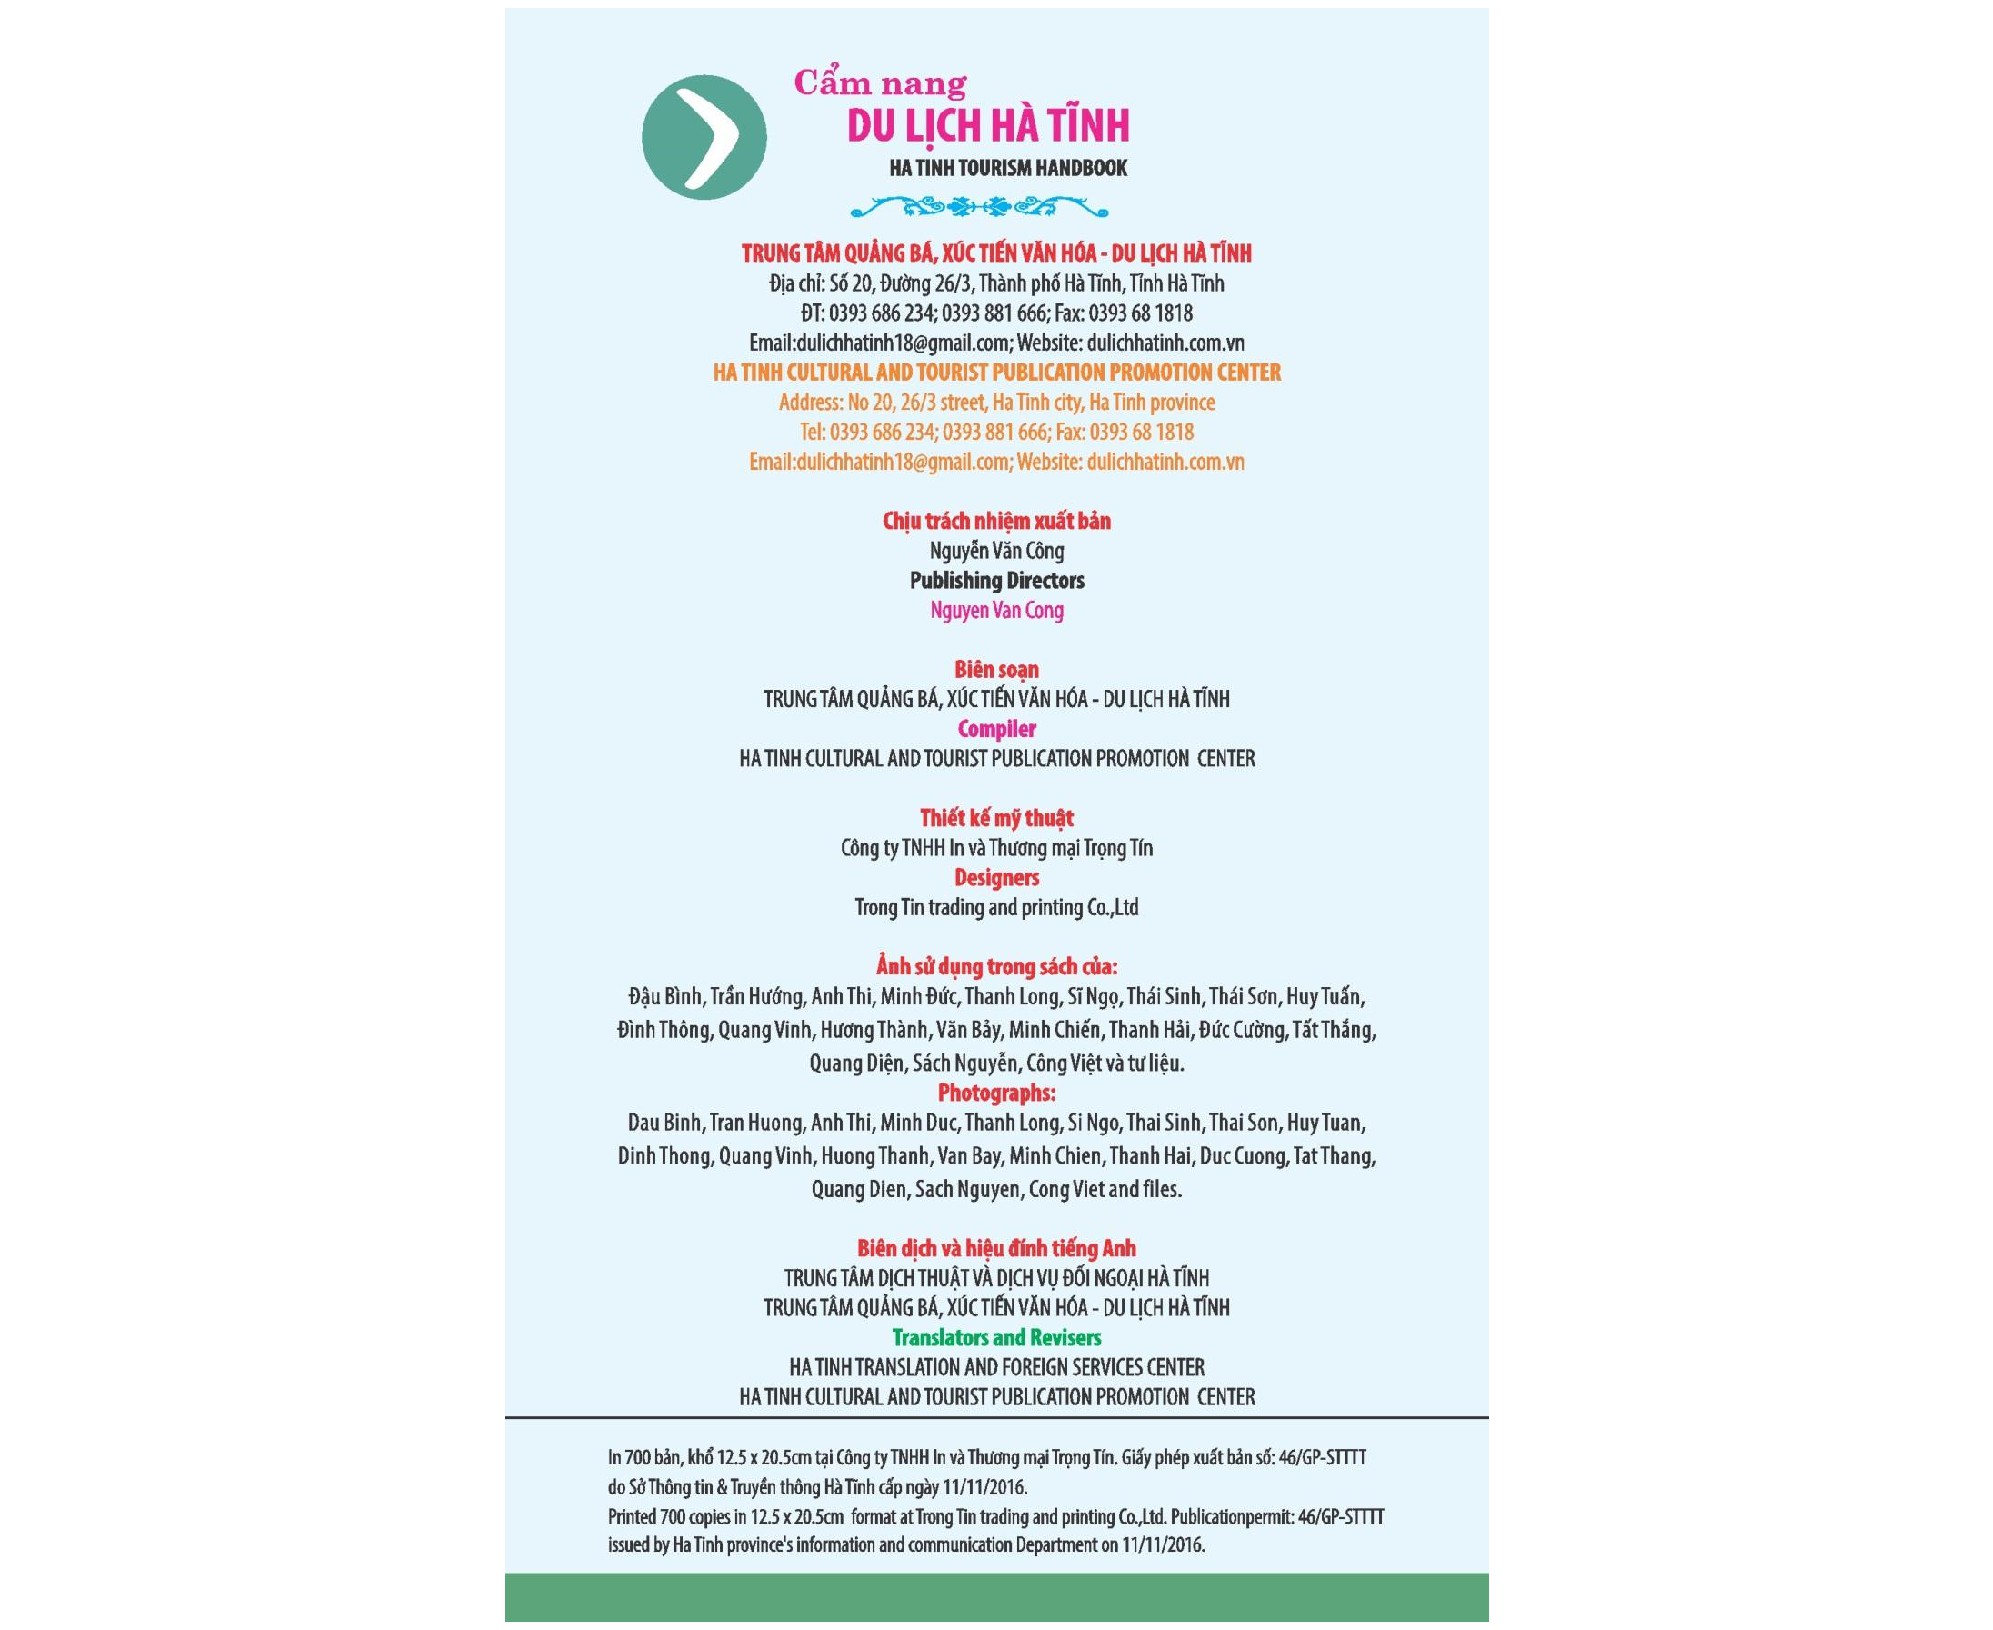 Cẩm nang
DU LỊCH HÀ TĨNH
HA TINH TOURISM HANDBOOK
TRUNG TÂM QUẢNG BÁ, XÚC TIẾN VĂN HÓA - DU LỊCH HÀ TĨNH
Địa chỉ: Số 20, Đường 26/3, Thành phố Hà Tĩnh, Tỉnh Hà Tĩnh
ĐT: 0393 686 234; 0393 881 666; Fax: 0393 68 1818
Email:dulichhatinh18@gmail.com; Website: dulichhatinh.com.vn
HA TINH CULTURAL AND TOURIST PUBLICATION PROMOTION CENTER
Address: No 20, 26/3 street, Ha Tinh city, Ha Tinh province
Tel: 0393 686 234; 0393 881 666; Fax: 0393 68 1818
Email:dulichhatinh18@gmail.com; Website: dulichhatinh.com.vn
Chịu trách nhiệm xuất bản
Nguyễn Văn Công
Publishing Directors
Nguyen Van Cong
Biên soạn
TRUNG TÂM QUẢNG BÁ, XÚC TIẾN VĂN HÓA - DU LỊCH HÀ TĨNH
Compiler
HA TINH CULTURAL AND TOURIST PUBLICATION PROMOTION CENTER
Thiết kế mỹ thuật
Công ty TNHH In và Thương mại Trọng Tín
Designers
Trong Tin trading and printing Co.,Ltd
Ảnh sử dụng trong sách của:
Đậu Bình, Trần Hướng, Anh Thi, Minh Đức, Thanh Long, Sĩ Ngọ, Thái Sinh, Thái Sơn, Huy Tuấn,
Đình Thông, Quang Vinh, Hương Thành, Văn Bảy, Minh Chiến, Thanh Hải, Đức Cường, Tất Thắng,
Quang Diện, Sách Nguyễn, Công Việt và tư liệu.
Photographs:
Dau Binh, Tran Huong, Anh Thi, Minh Duc, Thanh Long, Si Ngo, Thai Sinh, Thai Son, Huy Tuan,
Dinh Thong, Quang Vinh, Huong Thanh, Van Bay, Minh Chien, Thanh Hai, Duc Cuong, Tat Thang,
Quang Dien, Sach Nguyen, Cong Viet and files.
Biên dịch và hiệu đính tiếng Anh
TRUNG TÂM DỊCH THUẬT VÀ DỊCH VỤ ĐỐI NGOẠI HÀ TĨNH
TRUNG TÂM QUẢNG BÁ, XÚC TIẾN VĂN HÓA - DU LỊCH HÀ TĨNH
Translators and Revisers
HA TINH TRANSLATION AND FOREIGN SERVICES CENTER
HA TINH CULTURAL AND TOURIST PUBLICATION PROMOTION CENTER
In 700 bản, khổ 12.5 x 20.5cm tại Công ty TNHH In và Thương mại Trọng Tín. Giấy phép xuất bản số: 46/GP-STTTT
do Sở Thông tin & Truyền thông Hà Tĩnh cấp ngày 11/11/2016.
Printed 700 copies in 12.5 x 20.5cm format at Trong Tin trading and printing Co.,Ltd. Publicationpermit: 46/GP-STTTT
issued by Ha Tinh province's information and communication Department on 11/11/2016.